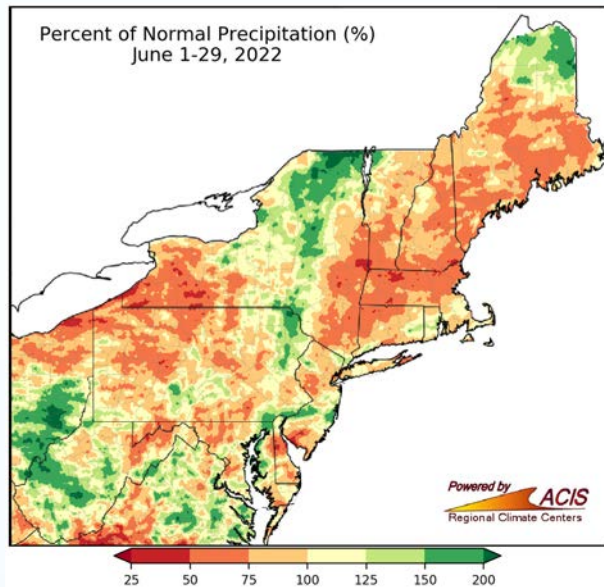 Percent of Normal Precipitation (%)
June 1-29, 2022
Powered by
ACIS
Regional Climate Centers
25 50 75 90 100 125 150 200